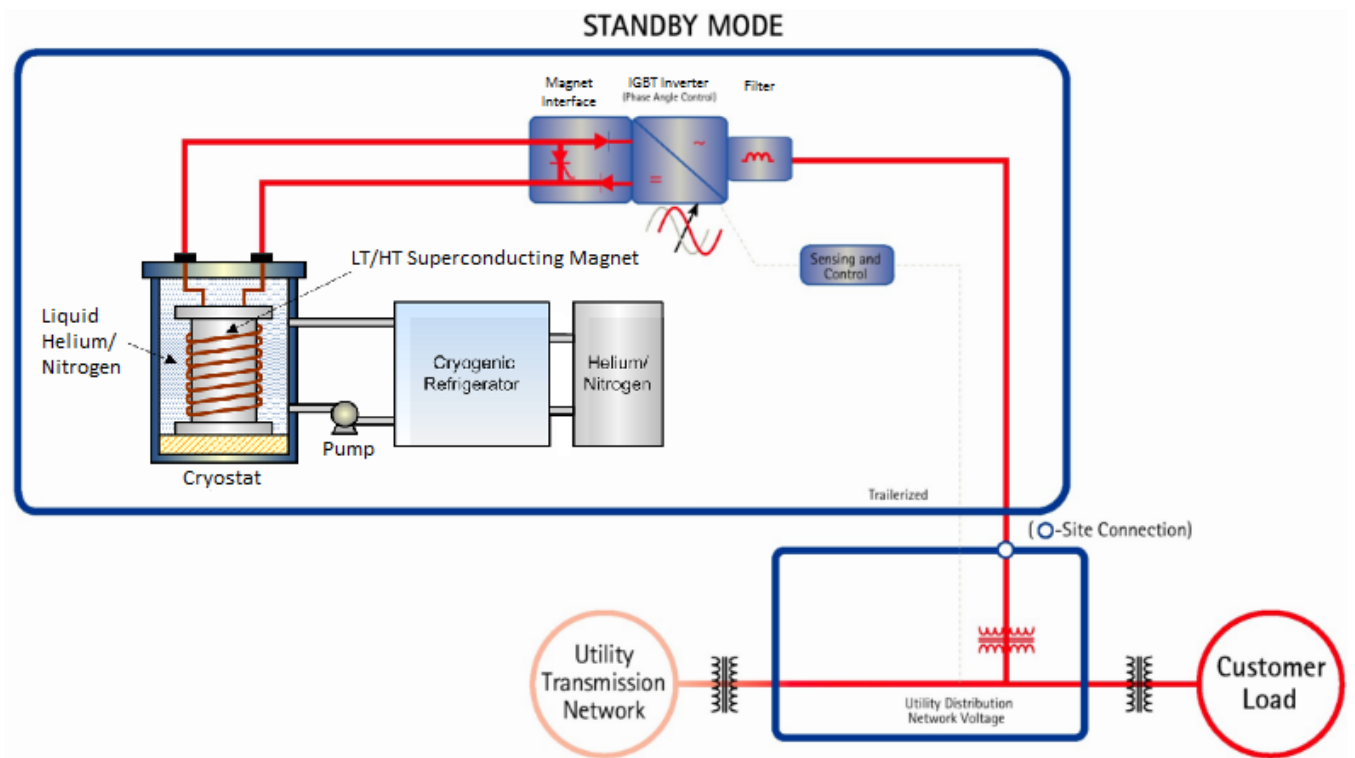 STANDBY MODE
Magnet
Interface
IGBT Inverter
(Phase Angle Control)
Filter
~
=
Sensing and
Control
LT/HT Superconducting Magnet
Liquid
Helium/
Nitrogen
Cryogenic
Refrigerator
Helium/
Nitrogen
Pump
Cryostat
Trailerized
( O-Site Connection)
Utility
Transmission
Network
Utility Distribution
Network Voltage
Customer
Load